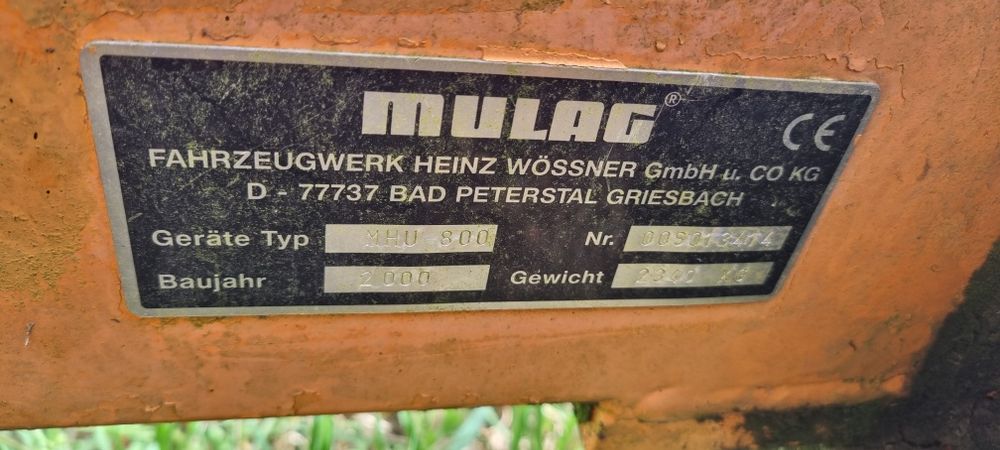 MULAG®
CE
FAHRZEUGWERK HEINZ WÖSSNER GmbH u. CO KG
D - 77737 BAD PETERSTAL GRIESBACH
Geräte Typ MHU 800 Nr.
Baujahr 2000 Gewicht KG